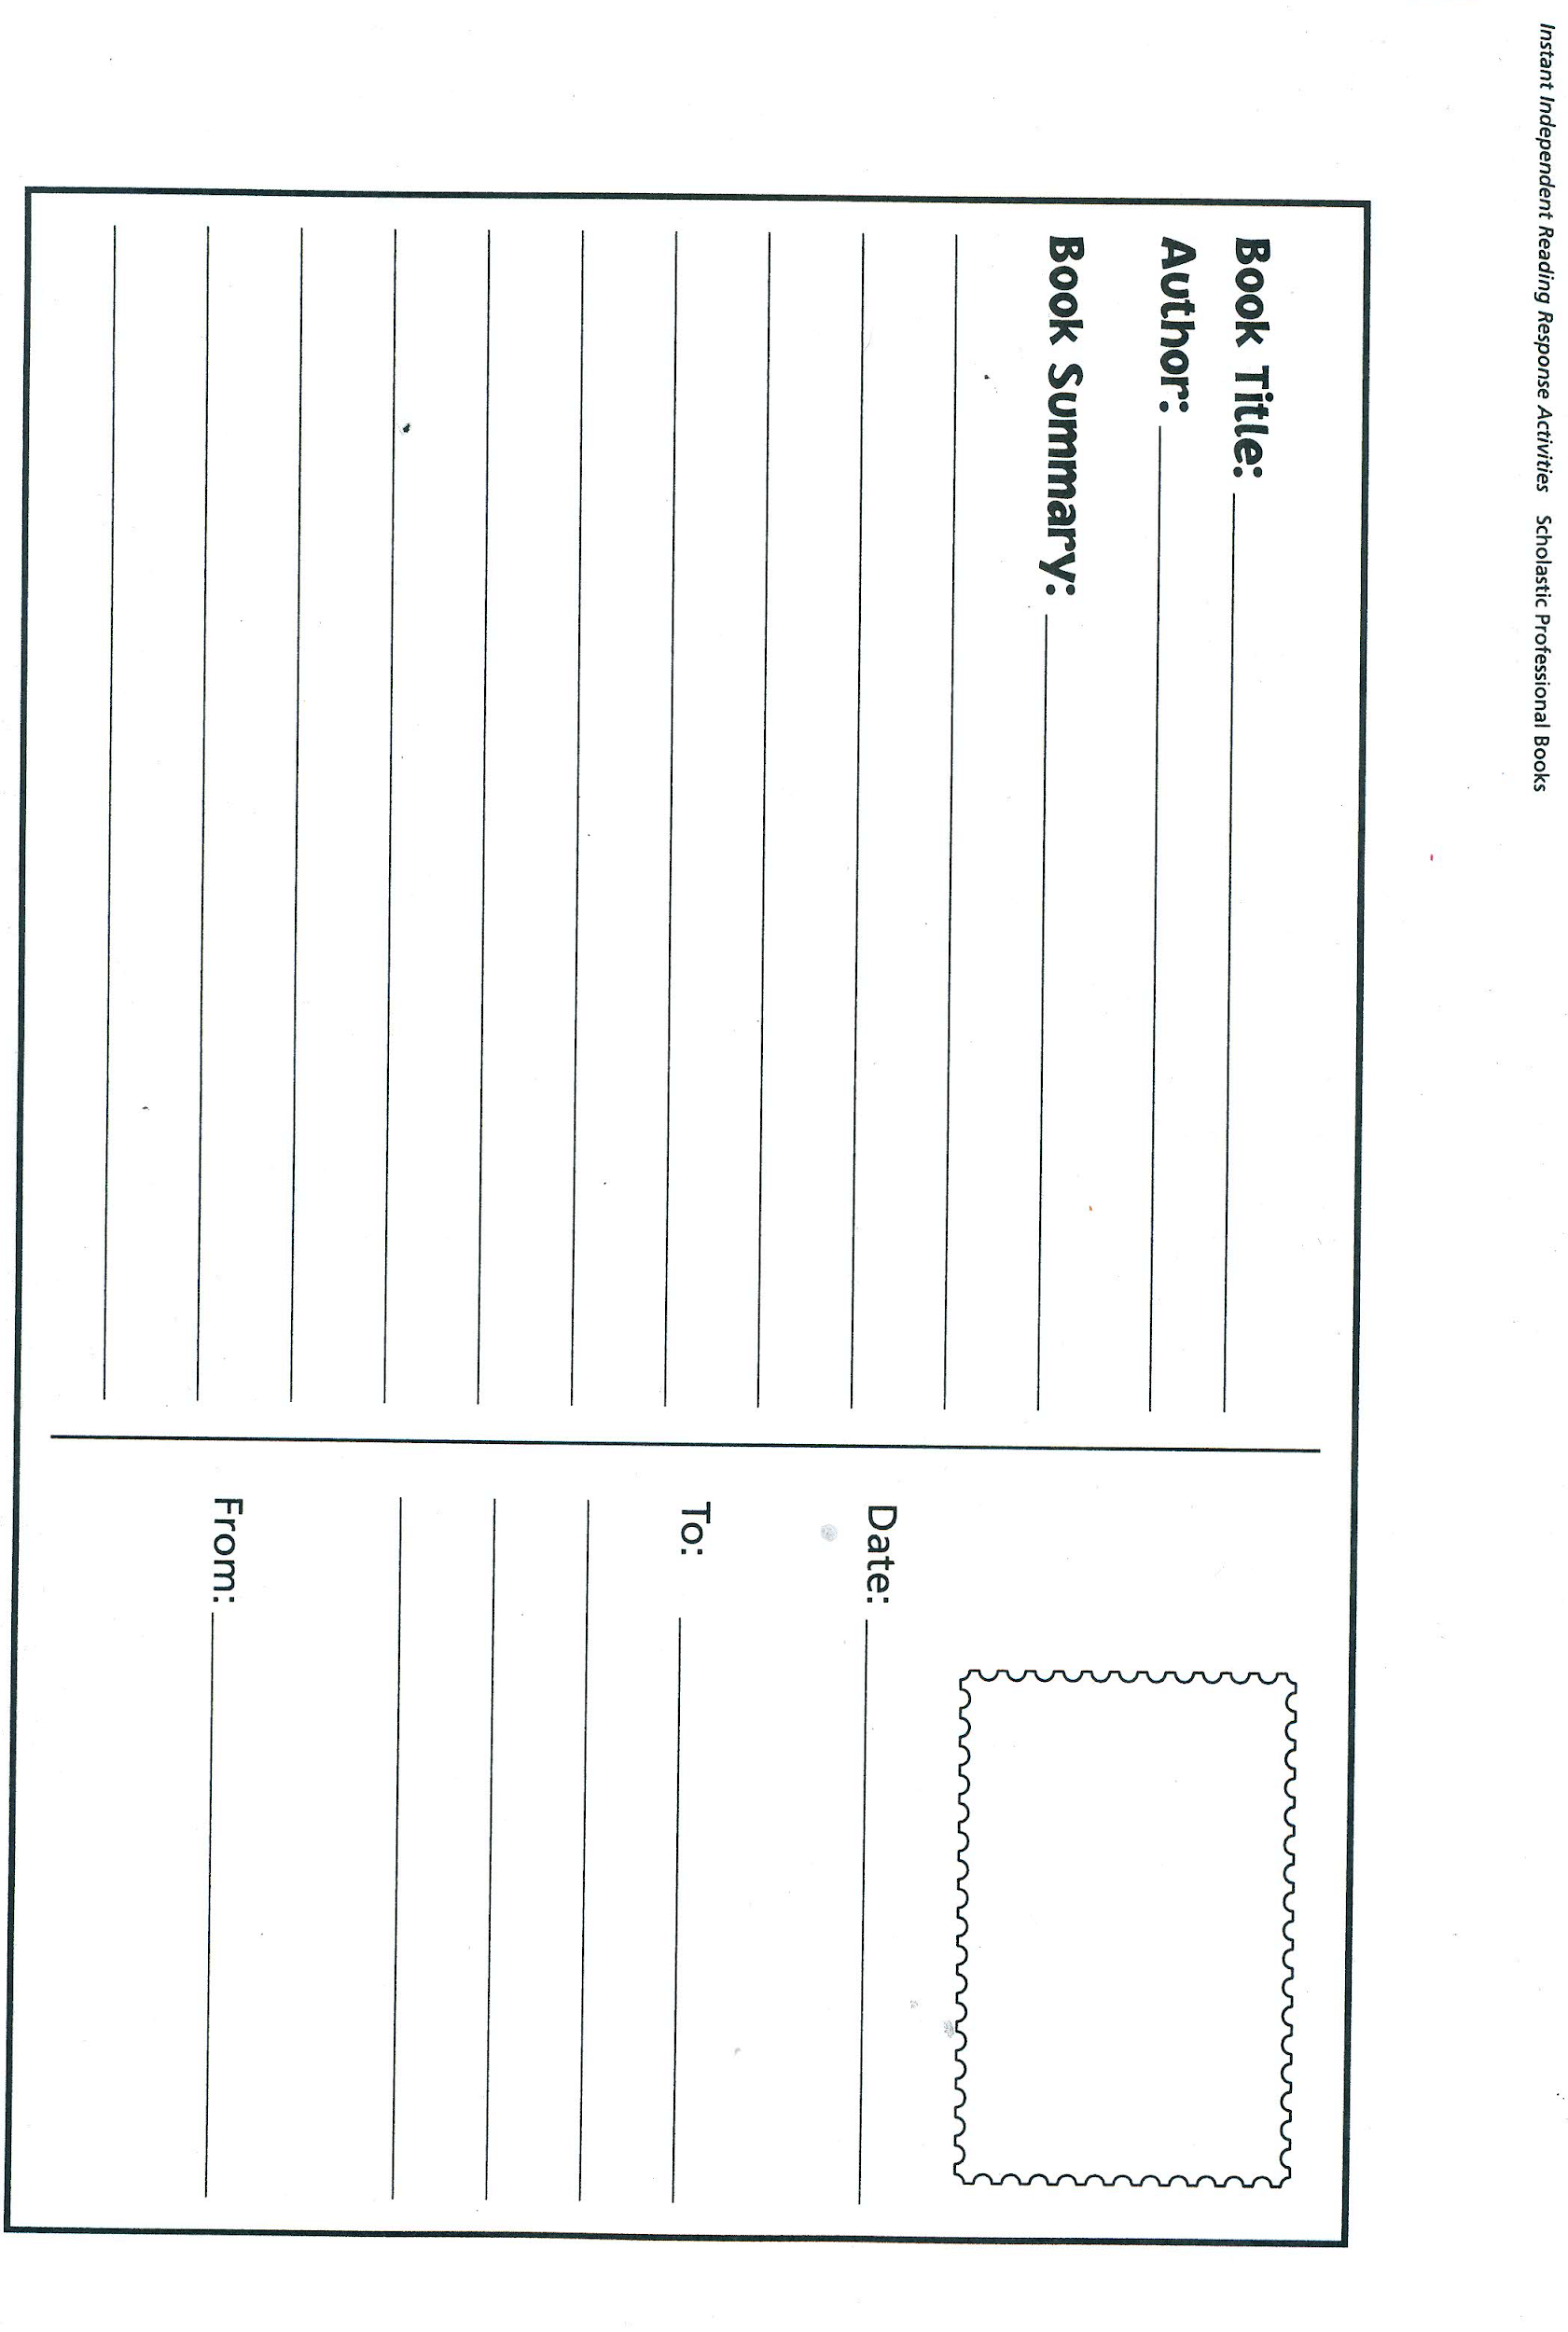 Instant Independent Reading Response Activities Scholastic Professional Books
Book Title:
Author:
Book Summary:
Date:
To:
From: